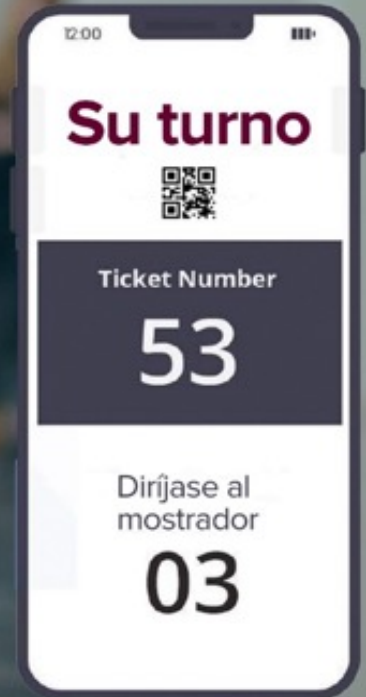 12:00
Su turno
Ticket Number
53
Diríjase al
mostrador
03